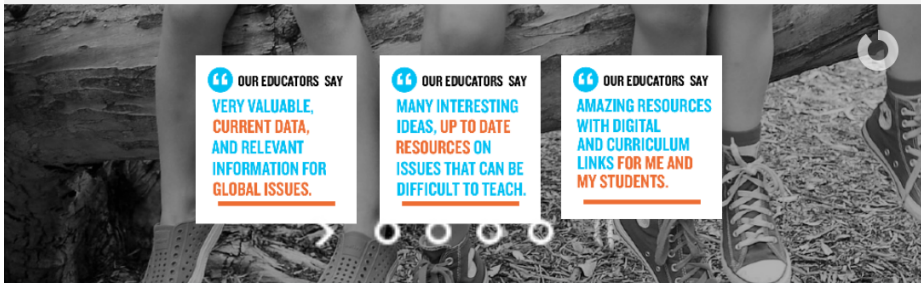 OUR EDUCATORS SAY
VERY VALUABLE,
CURRENT DATA,
AND RELEVANT
INFORMATION FOR
GLOBAL ISSUES.
OUR EDUCATORS SAY
MANY INTERESTING
IDEAS, UP TO DATE
RESOURCES ON
ISSUES THAT CAN BE
DIFFICULT TO TEACH.
OUR EDUCATORS SAY
AMAZING RESOURCES
WITH DIGITAL
AND CURRICULUM
LINKS FOR ME AND
MY STUDENTS.